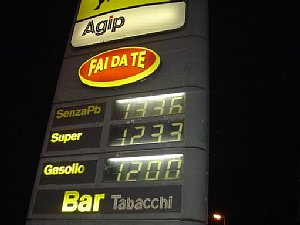 Agip
FAI DA TE
SenzaPb 1336
Super 1233
Gasolio 1200
Bar Tabacchi